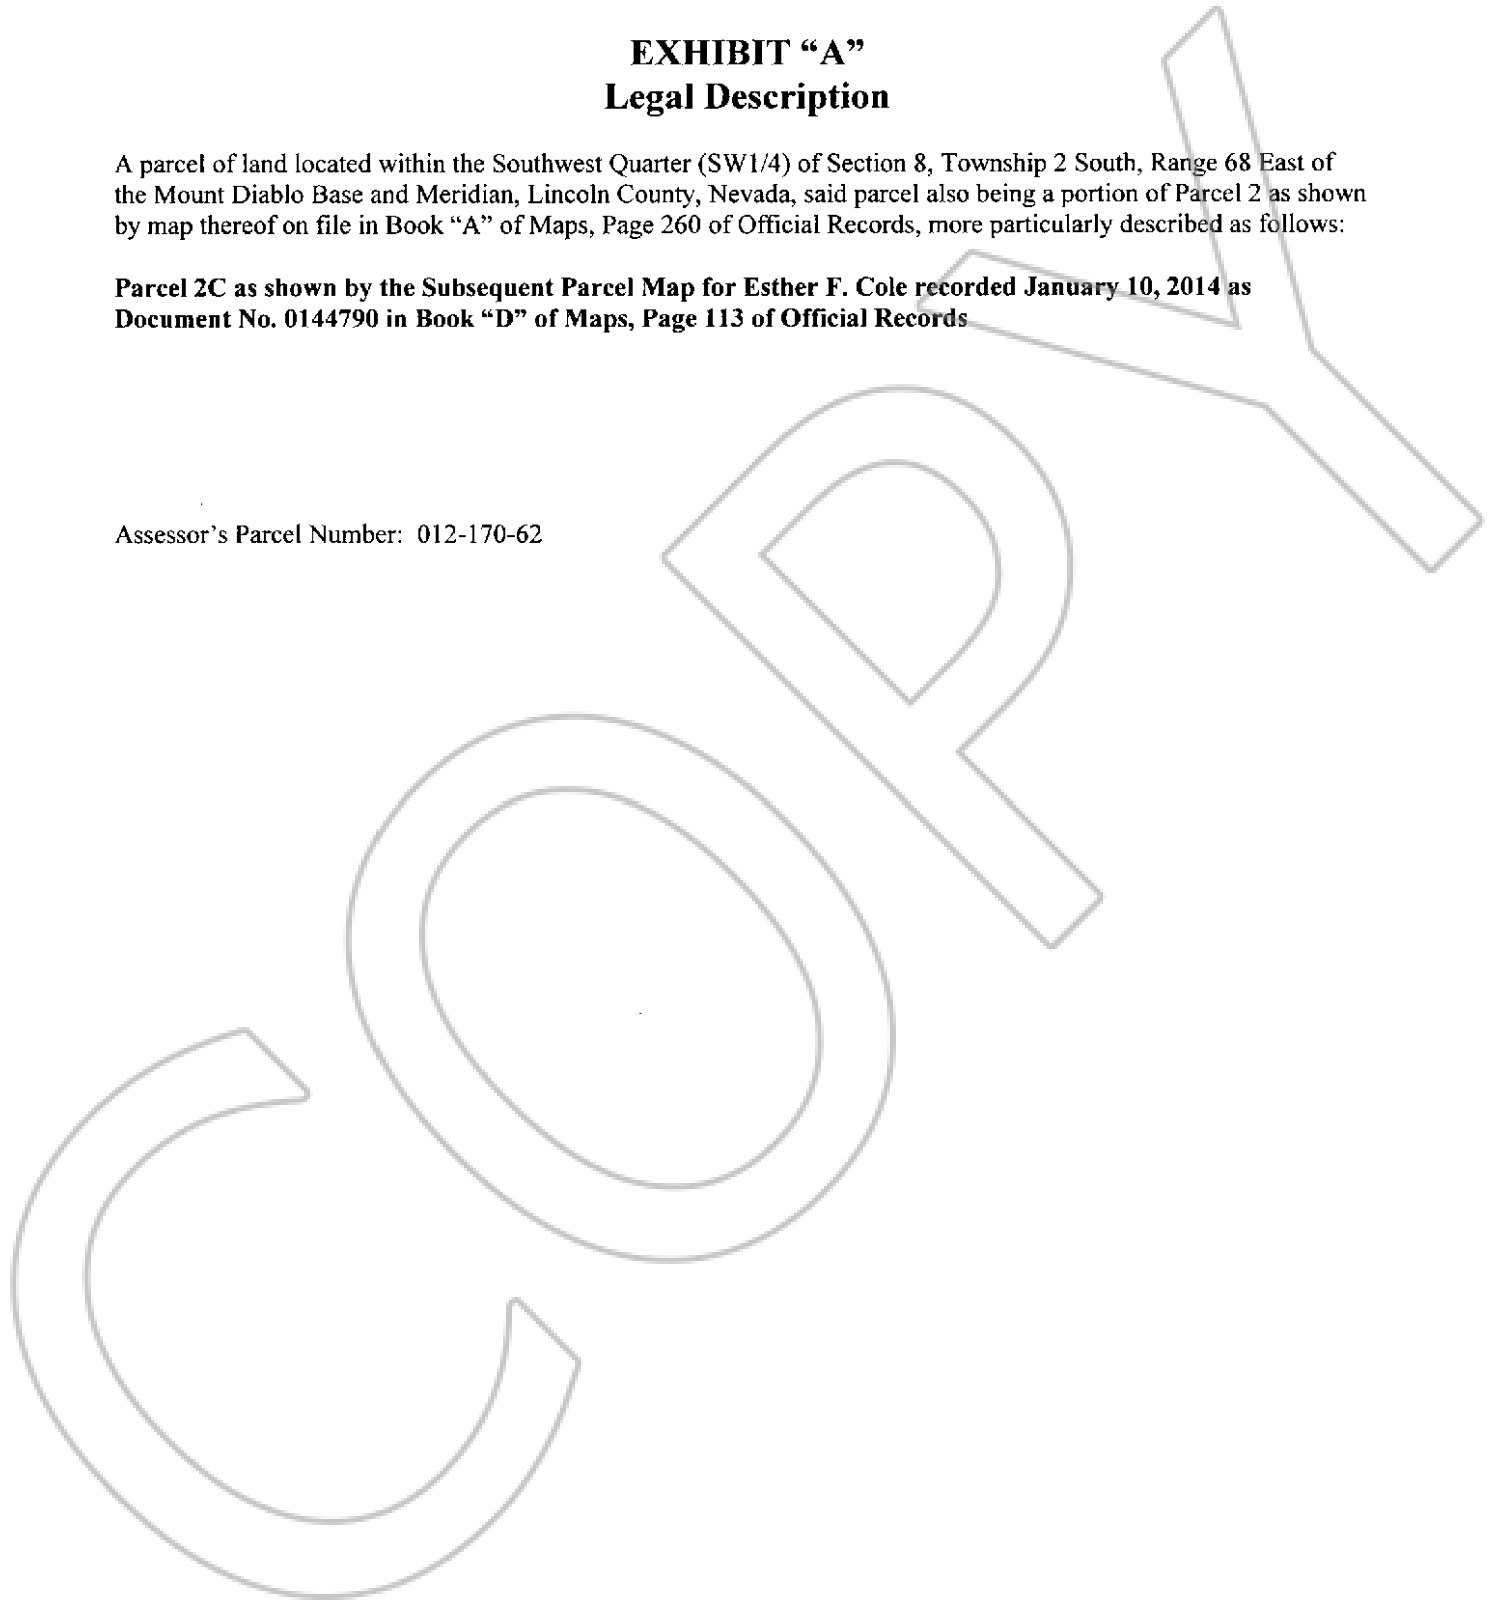 EXHIBIT “A”
Legal Description
A parcel of land located within the Southwest Quarter (SW1/4) of Section 8, Township 2 South, Range 68 East of
the Mount Diablo Base and Meridian, Lincoln County, Nevada, said parcel also being a portion of Parcel 2 as shown
by map thereof on file in Book “A” of Maps, Page 260 of Official Records, more particularly described as follows:
Parcel 2C as shown by the Subsequent Parcel Map for Esther F. Cole recorded January 10, 2014 as
Document No. 0144790 in Book “D” of Maps, Page 113 of Official Records
Assessor’s Parcel Number: 012-170-62
COPY